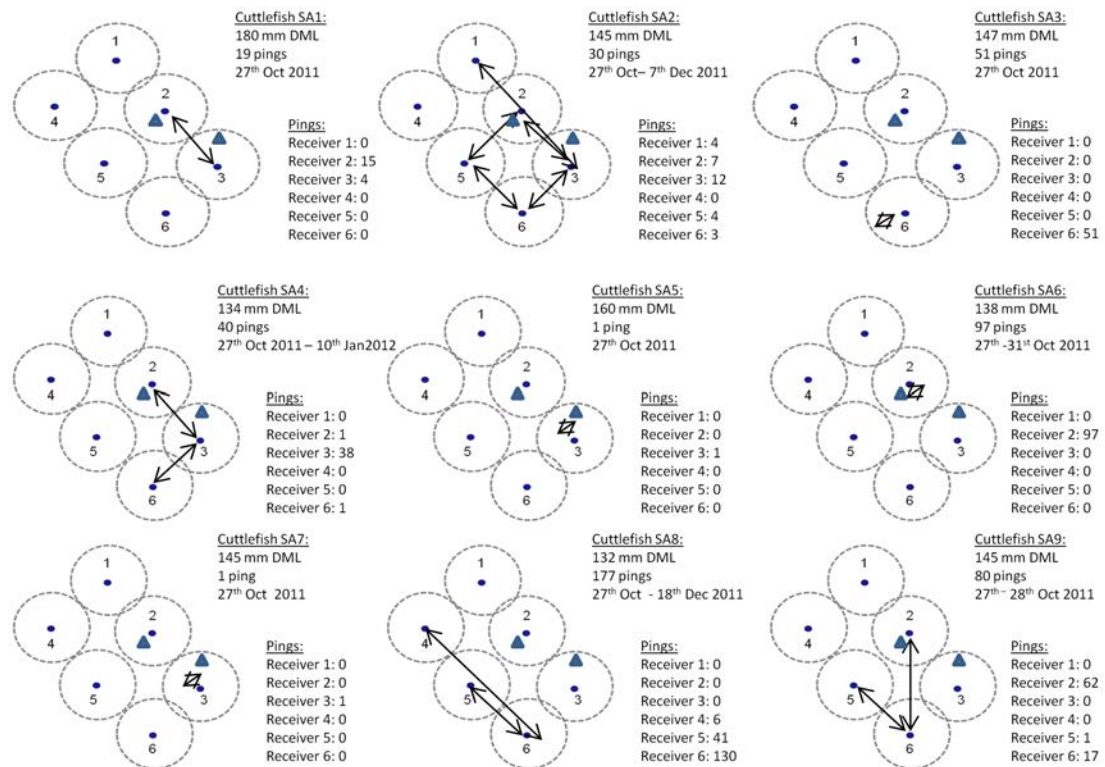 Cuttlefish SA1:
180 mm DML
19 pings
27th Oct 2011
1
2
4
5
3
6
Pings:
Receiver 1: 0
Receiver 2: 15
Receiver 3: 4
Receiver 4: 0
Receiver 5: 0
Receiver 6: 0
Cuttlefish SA2:
145 mm DML
30 pings
27th Oct– 7th Dec 2011
1
2
4
5
3
6
Pings:
Receiver 1: 4
Receiver 2: 7
Receiver 3: 12
Receiver 4: 0
Receiver 5: 4
Receiver 6: 3
Cuttlefish SA3:
147 mm DML
51 pings
27th Oct 2011
1
2
4
5
3
6
Pings:
Receiver 1: 0
Receiver 2: 0
Receiver 3: 0
Receiver 4: 0
Receiver 5: 0
Receiver 6: 51
Cuttlefish SA4:
134 mm DML
40 pings
27th Oct 2011 – 10th Jan2012
1
2
4
5
3
6
Pings:
Receiver 1: 0
Receiver 2: 1
Receiver 3: 38
Receiver 4: 0
Receiver 5: 0
Receiver 6: 1
Cuttlefish SA5:
160 mm DML
1 ping
27th Oct 2011
1
2
4
5
3
6
Pings:
Receiver 1: 0
Receiver 2: 0
Receiver 3: 1
Receiver 4: 0
Receiver 5: 0
Receiver 6: 0
Cuttlefish SA6:
138 mm DML
97 pings
27th -31st Oct 2011
1
2
4
5
3
6
Pings:
Receiver 1: 0
Receiver 2: 97
Receiver 3: 0
Receiver 4: 0
Receiver 5: 0
Receiver 6: 0
Cuttlefish SA7:
145 mm DML
1 ping
27th Oct 2011
1
2
4
5
3
6
Pings:
Receiver 1: 0
Receiver 2: 0
Receiver 3: 1
Receiver 4: 0
Receiver 5: 0
Receiver 6: 0
Cuttlefish SA8:
132 mm DML
177 pings
27th Oct - 18th Dec 2011
1
2
4
5
3
6
Pings:
Receiver 1: 0
Receiver 2: 0
Receiver 3: 0
Receiver 4: 6
Receiver 5: 41
Receiver 6: 130
Cuttlefish SA9:
145 mm DML
80 pings
27th – 28th Oct 2011
1
2
4
5
3
6
Pings:
Receiver 1: 0
Receiver 2: 62
Receiver 3: 0
Receiver 4: 0
Receiver 5: 1
Receiver 6: 17